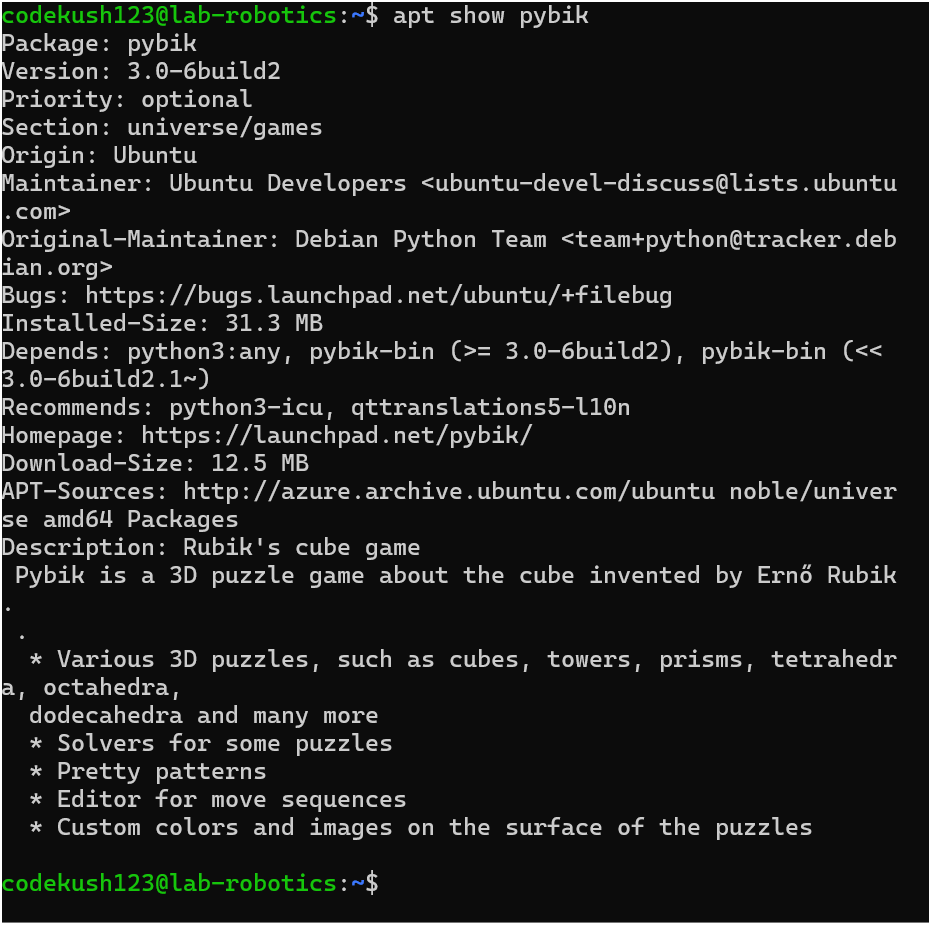 codekush123@lab-robotics:~$ apt show pybik
Package: pybik
Version: 3.0-6build2
Priority: optional
Section: universe/games
Origin: Ubuntu
Maintainer: Ubuntu Developers <ubuntu-devel-discuss@lists.ubuntu
.com>
Original-Maintainer: Debian Python Team <team+python@tracker.deb
ian.org>
Bugs: https://bugs.launchpad.net/ubuntu/+filebug
Installed-Size: 31.3 MB
Depends: python3:any, pybik-bin (>= 3.0-6build2), pybik-bin (<<
3.0-6build2.1~)
Recommends: python3-icu, qttranslations5-l10n
Homepage: https://launchpad.net/pybik/
Download-Size: 12.5 MB
APT-Sources: http://azure.archive.ubuntu.com/ubuntu noble/univer
se amd64 Packages
Description: Rubik's cube game
 Pybik is a 3D puzzle game about the cube invented by Ernő Rubik
.
 .
  * Various 3D puzzles, such as cubes, towers, prisms, tetrahedr
a, octahedra,
  dodecahedra and many more
  * Solvers for some puzzles
  * Pretty patterns
  * Editor for move sequences
  * Custom colors and images on the surface of the puzzles

codekush123@lab-robotics:~$